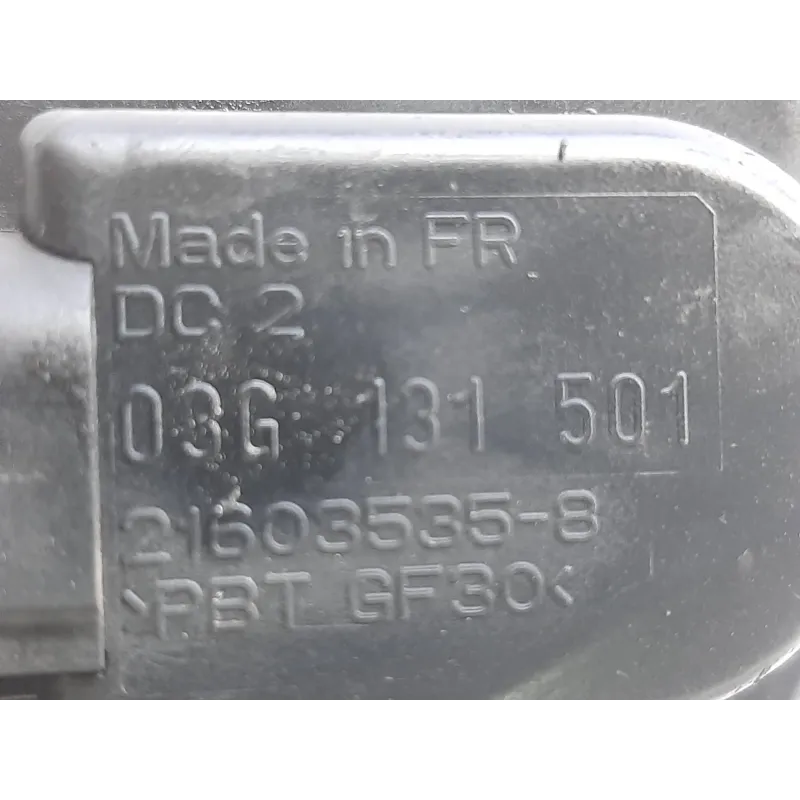 Made in FR
DC 2
03G 131 501
21603535-8
>PBT GF30<